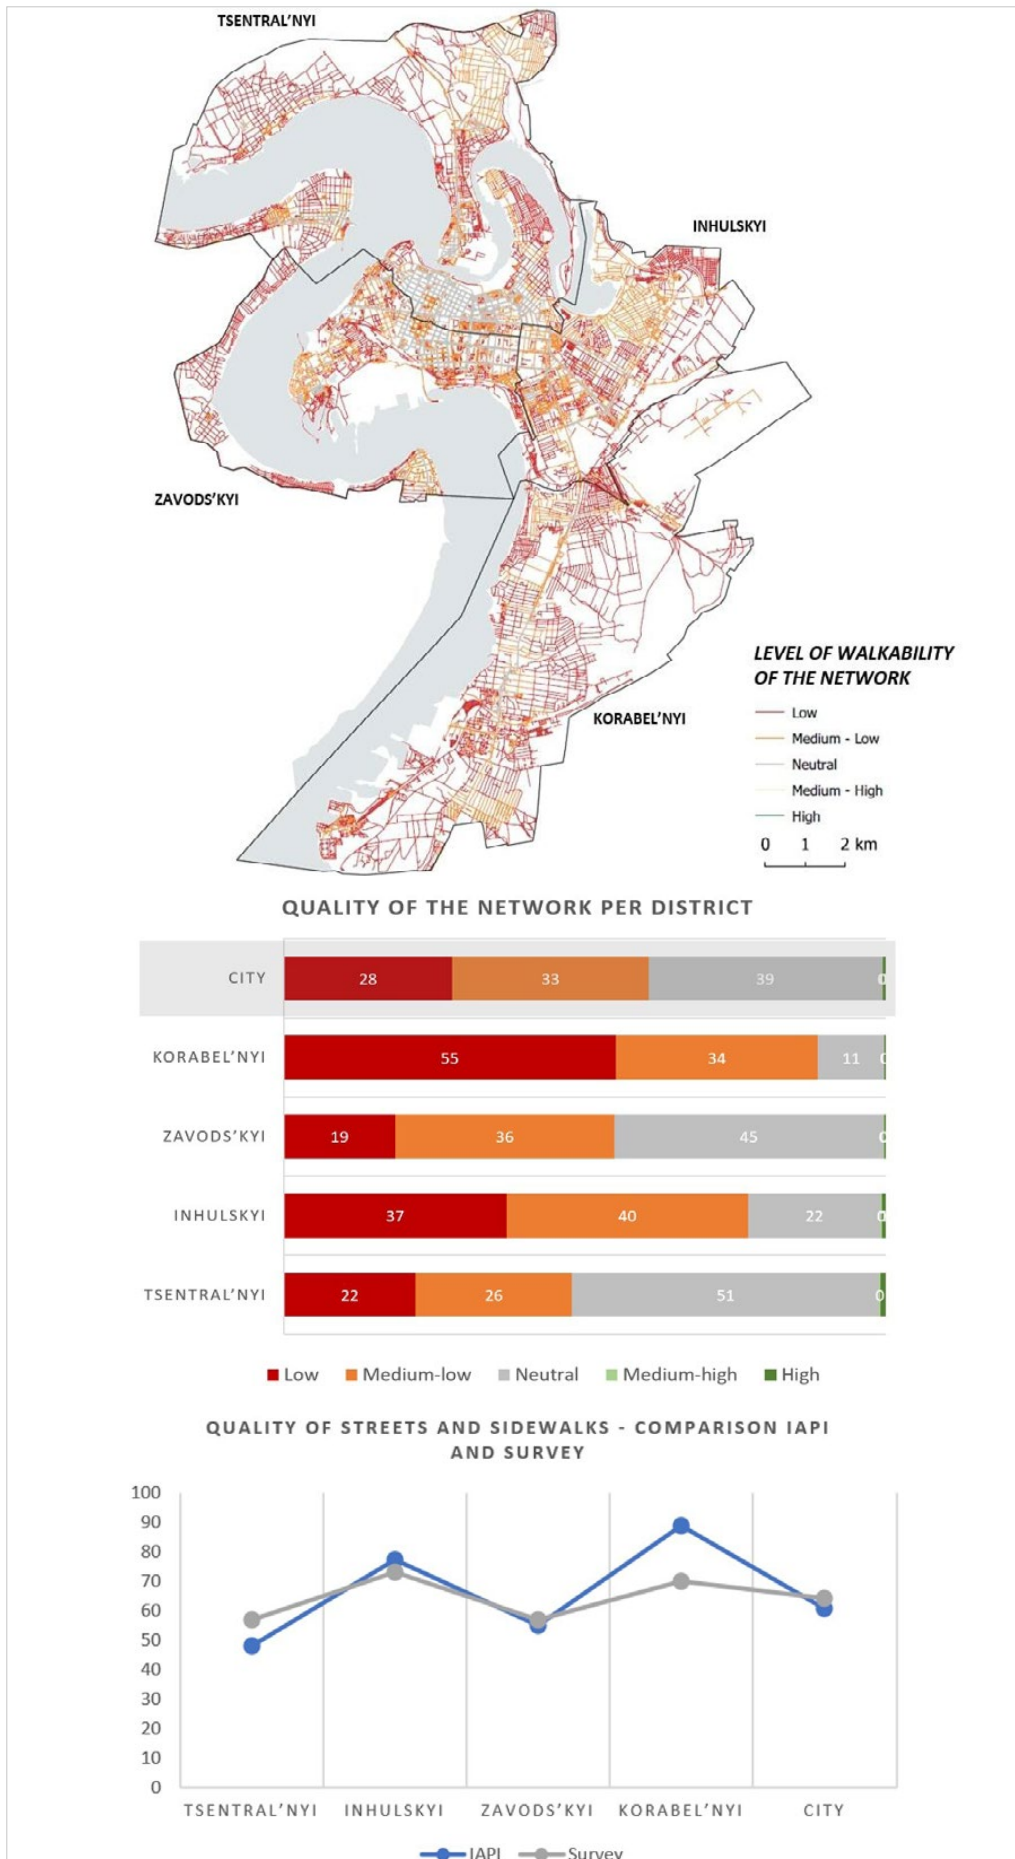 TSENTRAL'NYI
INHULSKYI
ZAVODS'KYI
KORABEL'NYI
LEVEL OF WALKABILITY
OF THE NETWORK
Low
Medium - Low
Neutral
Medium - High
High
0 1 2 km
QUALITY OF THE NETWORK PER DISTRICT
CITY 28 33 39 0
KORABEL'NYI 55 34 11 0
ZAVODS'KYI 19 36 45 0
INHULSKYI 37 40 22 0
TSENTRAL'NYI 22 26 51 0
Low Medium-low Neutral Medium-high High
QUALITY OF STREETS AND SIDEWALKS - COMPARISON IAPI
AND SURVEY
100
90
80
70
60
50
40
30
20
10
0
TSENTRAL'NYI INHULSKYI ZAVODS'KYI KORABEL'NYI CITY
IAPI Survey